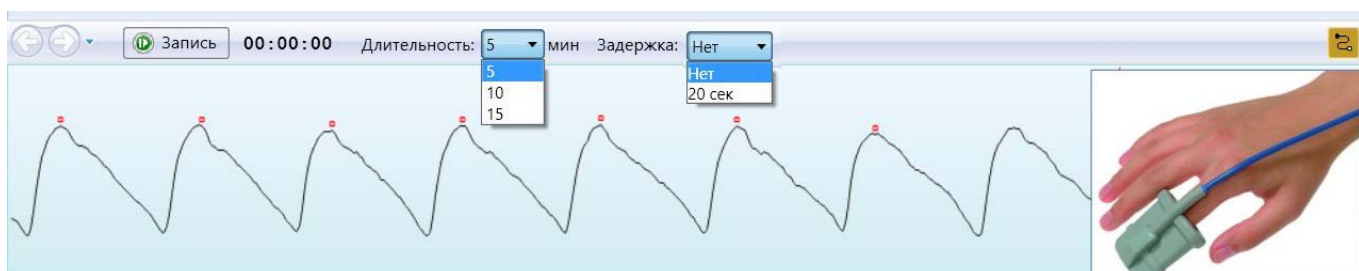 Запись 00:00:00 Длительность: 5 мин Задержка: Нет
5 Нет
10 20 сек
15